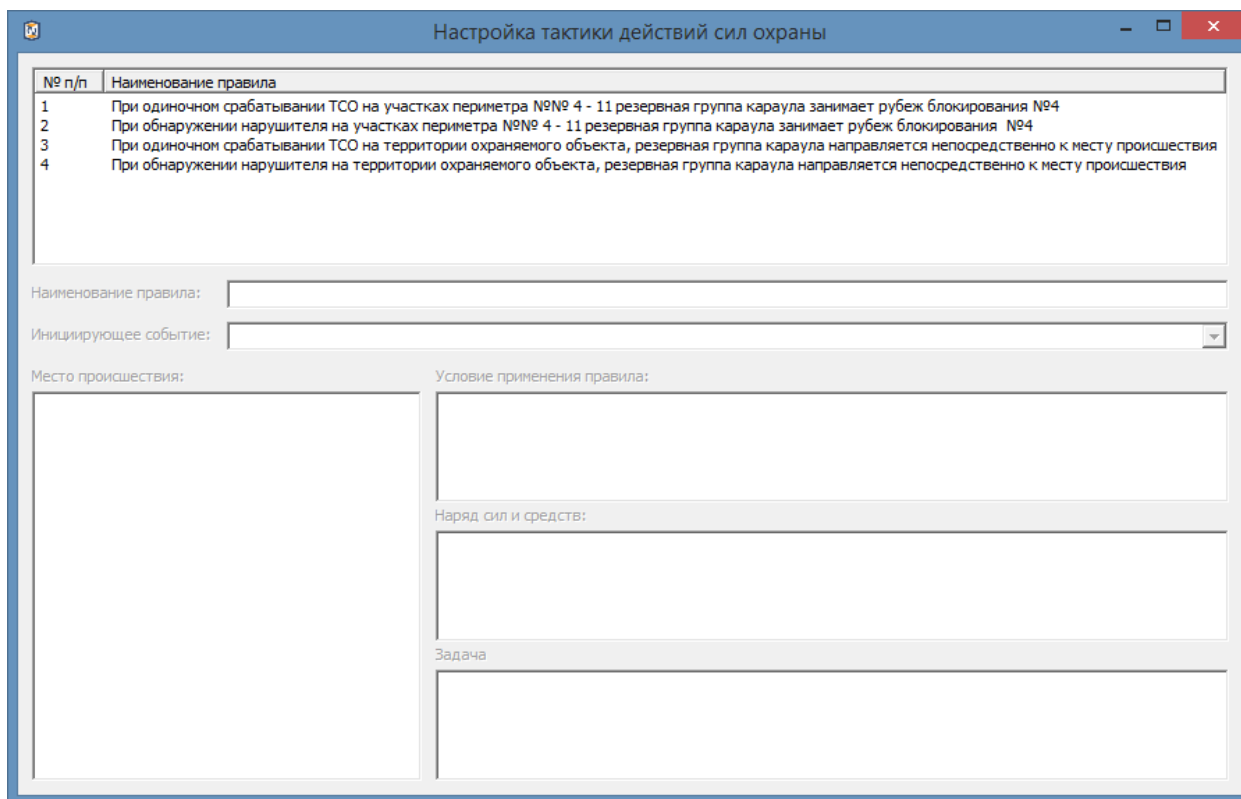 Настройка тактики действий сил охраны
№ п/п Наименование правила
1 При одиночном срабатывании ТСО на участках периметра №№ 4 - 11 резервная группа караула занимает рубеж блокирования №4
2 При обнаружении нарушителя на участках периметра №№ 4 - 11 резервная группа караула занимает рубеж блокирования №4
3 При одиночном срабатывании ТСО на территории охраняемого объекта, резервная группа караула направляется непосредственно к месту происшествия
4 При обнаружении нарушителя на территории охраняемого объекта, резервная группа караула направляется непосредственно к месту происшествия
Наименование правила:
Инициирующее событие:
Место происшествия:
Условие применения правила:
Наряд сил и средств:
Задача